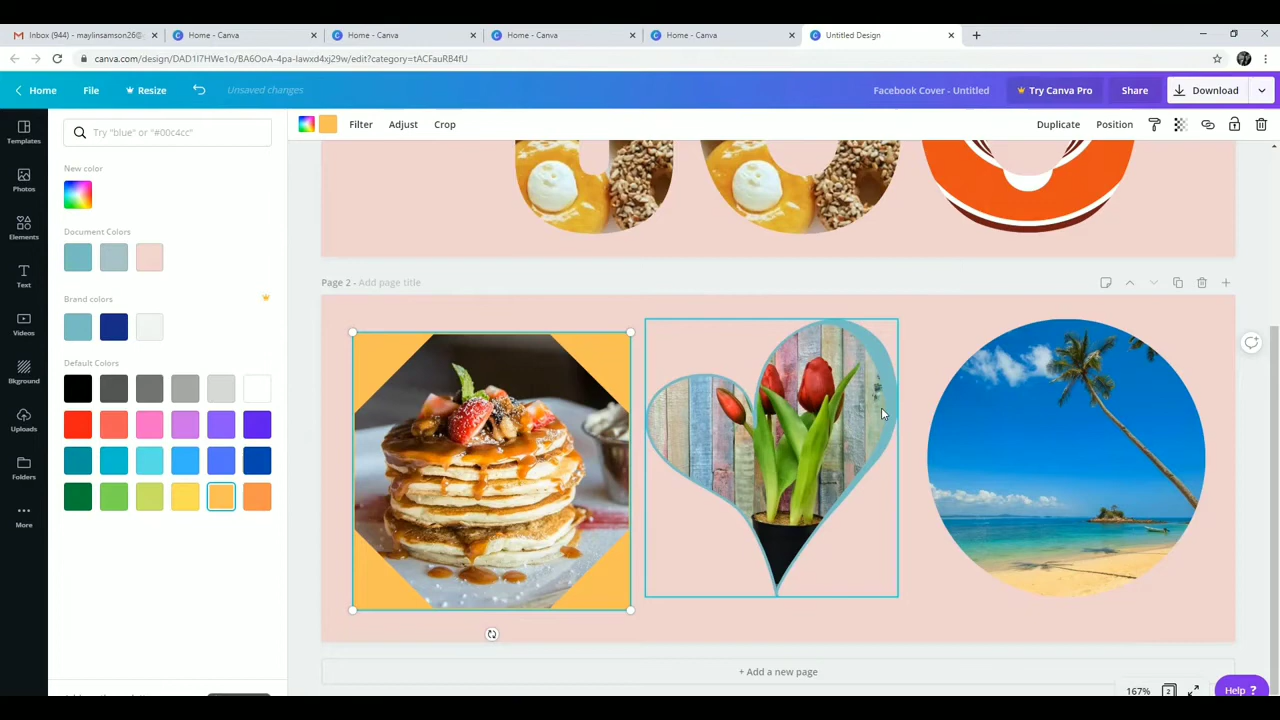 Inbox (944) - maylinsamson26@
Home - Canva
Home - Canva
Home - Canva
Home - Canva
Untitled Design
canva.com/design/DAD1I7HWe1o/BA6OoA-4pa-lawxd4xj29w/edit?category=tACFauRB4fU
Home
File
Resize
Unsaved changes
Facebook Cover - Untitled
Try Canva Pro
Share
Download
Templates
Photos
Elements
Text
Videos
Bkground
Uploads
Folders
More
Try "blue" or "#00c4cc"
New color
Document Colors
Brand colors
Default Colors
Filter
Adjust
Crop
Duplicate
Position
Page 2 - Add page title
+ Add a new page
167%
2
Help ?